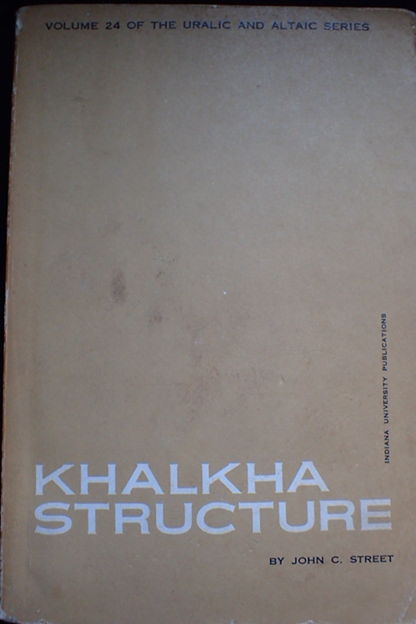 VOLUME 24 OF THE URALIC AND ALTAIC SERIES
INDIANA UNIVERSITY PUBLICATIONS
KHALKHA
STRUCTURE
BY JOHN C. STREET